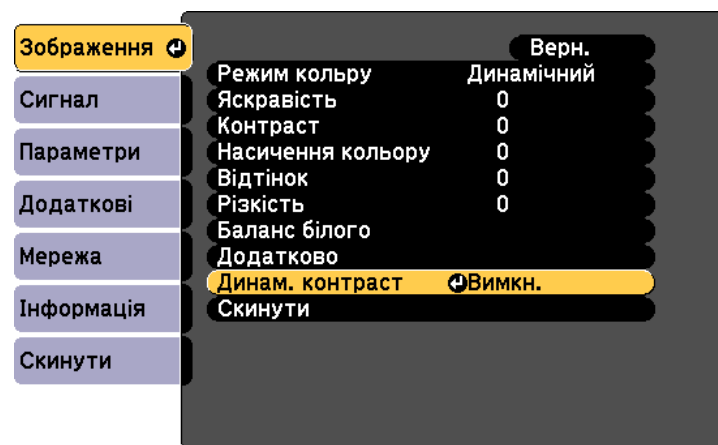 Зображення
Сигнал
Параметри
Додаткові
Мережа
Інформація
Скинути
Верн.
Режим кольру Динамічний
Яскравість 0
Контраст 0
Насичення кольору 0
Відтінок 0
Різкість 0
Баланс білого
Додатково
Динам. контраст Вимкн.
Скинути